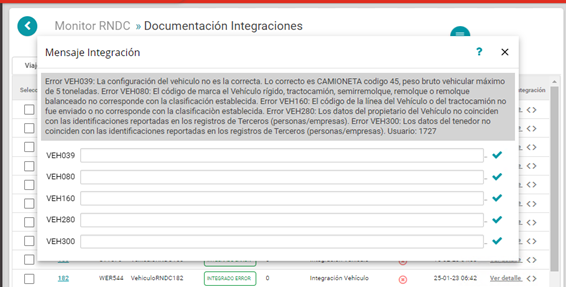 Monitor RNDC » Documentación Integraciones
Mensaje Integración ? ×
Viaj
Selecc
Error VEH039: La configuración del vehiculo no es la correcta. Lo correcto es CAMIONETA codigo 45, peso bruto vehicular máximo
de 5 toneladas. Error VEH080: El código de marca el Vehículo rígido, tractocamión, semirremolque, remolque o remolque
balanceado no corresponde con la clasificación establecida. Error VEH160: El código de la línea del Vehículo o del tractocamión no
fue enviado o no corresponde con la clasificación establecida. Error VEH280: Los datos del propietario del Vehículo no coinciden
con las identificaciones reportadas en los registros de Terceros (personas/empresas). Error VEH300: Los datos del tenedor no
coinciden con las identificaciones reportadas en los registros de Terceros (personas/empresas). Usuario: 1727
VEH039
VEH080
VEH160
VEH280
VEH300
182 WER544 VehiculoRNDC182 INTEGRADO ERROR 0 Integración Vehículo 25-01-23 06:42 Ver detalle.